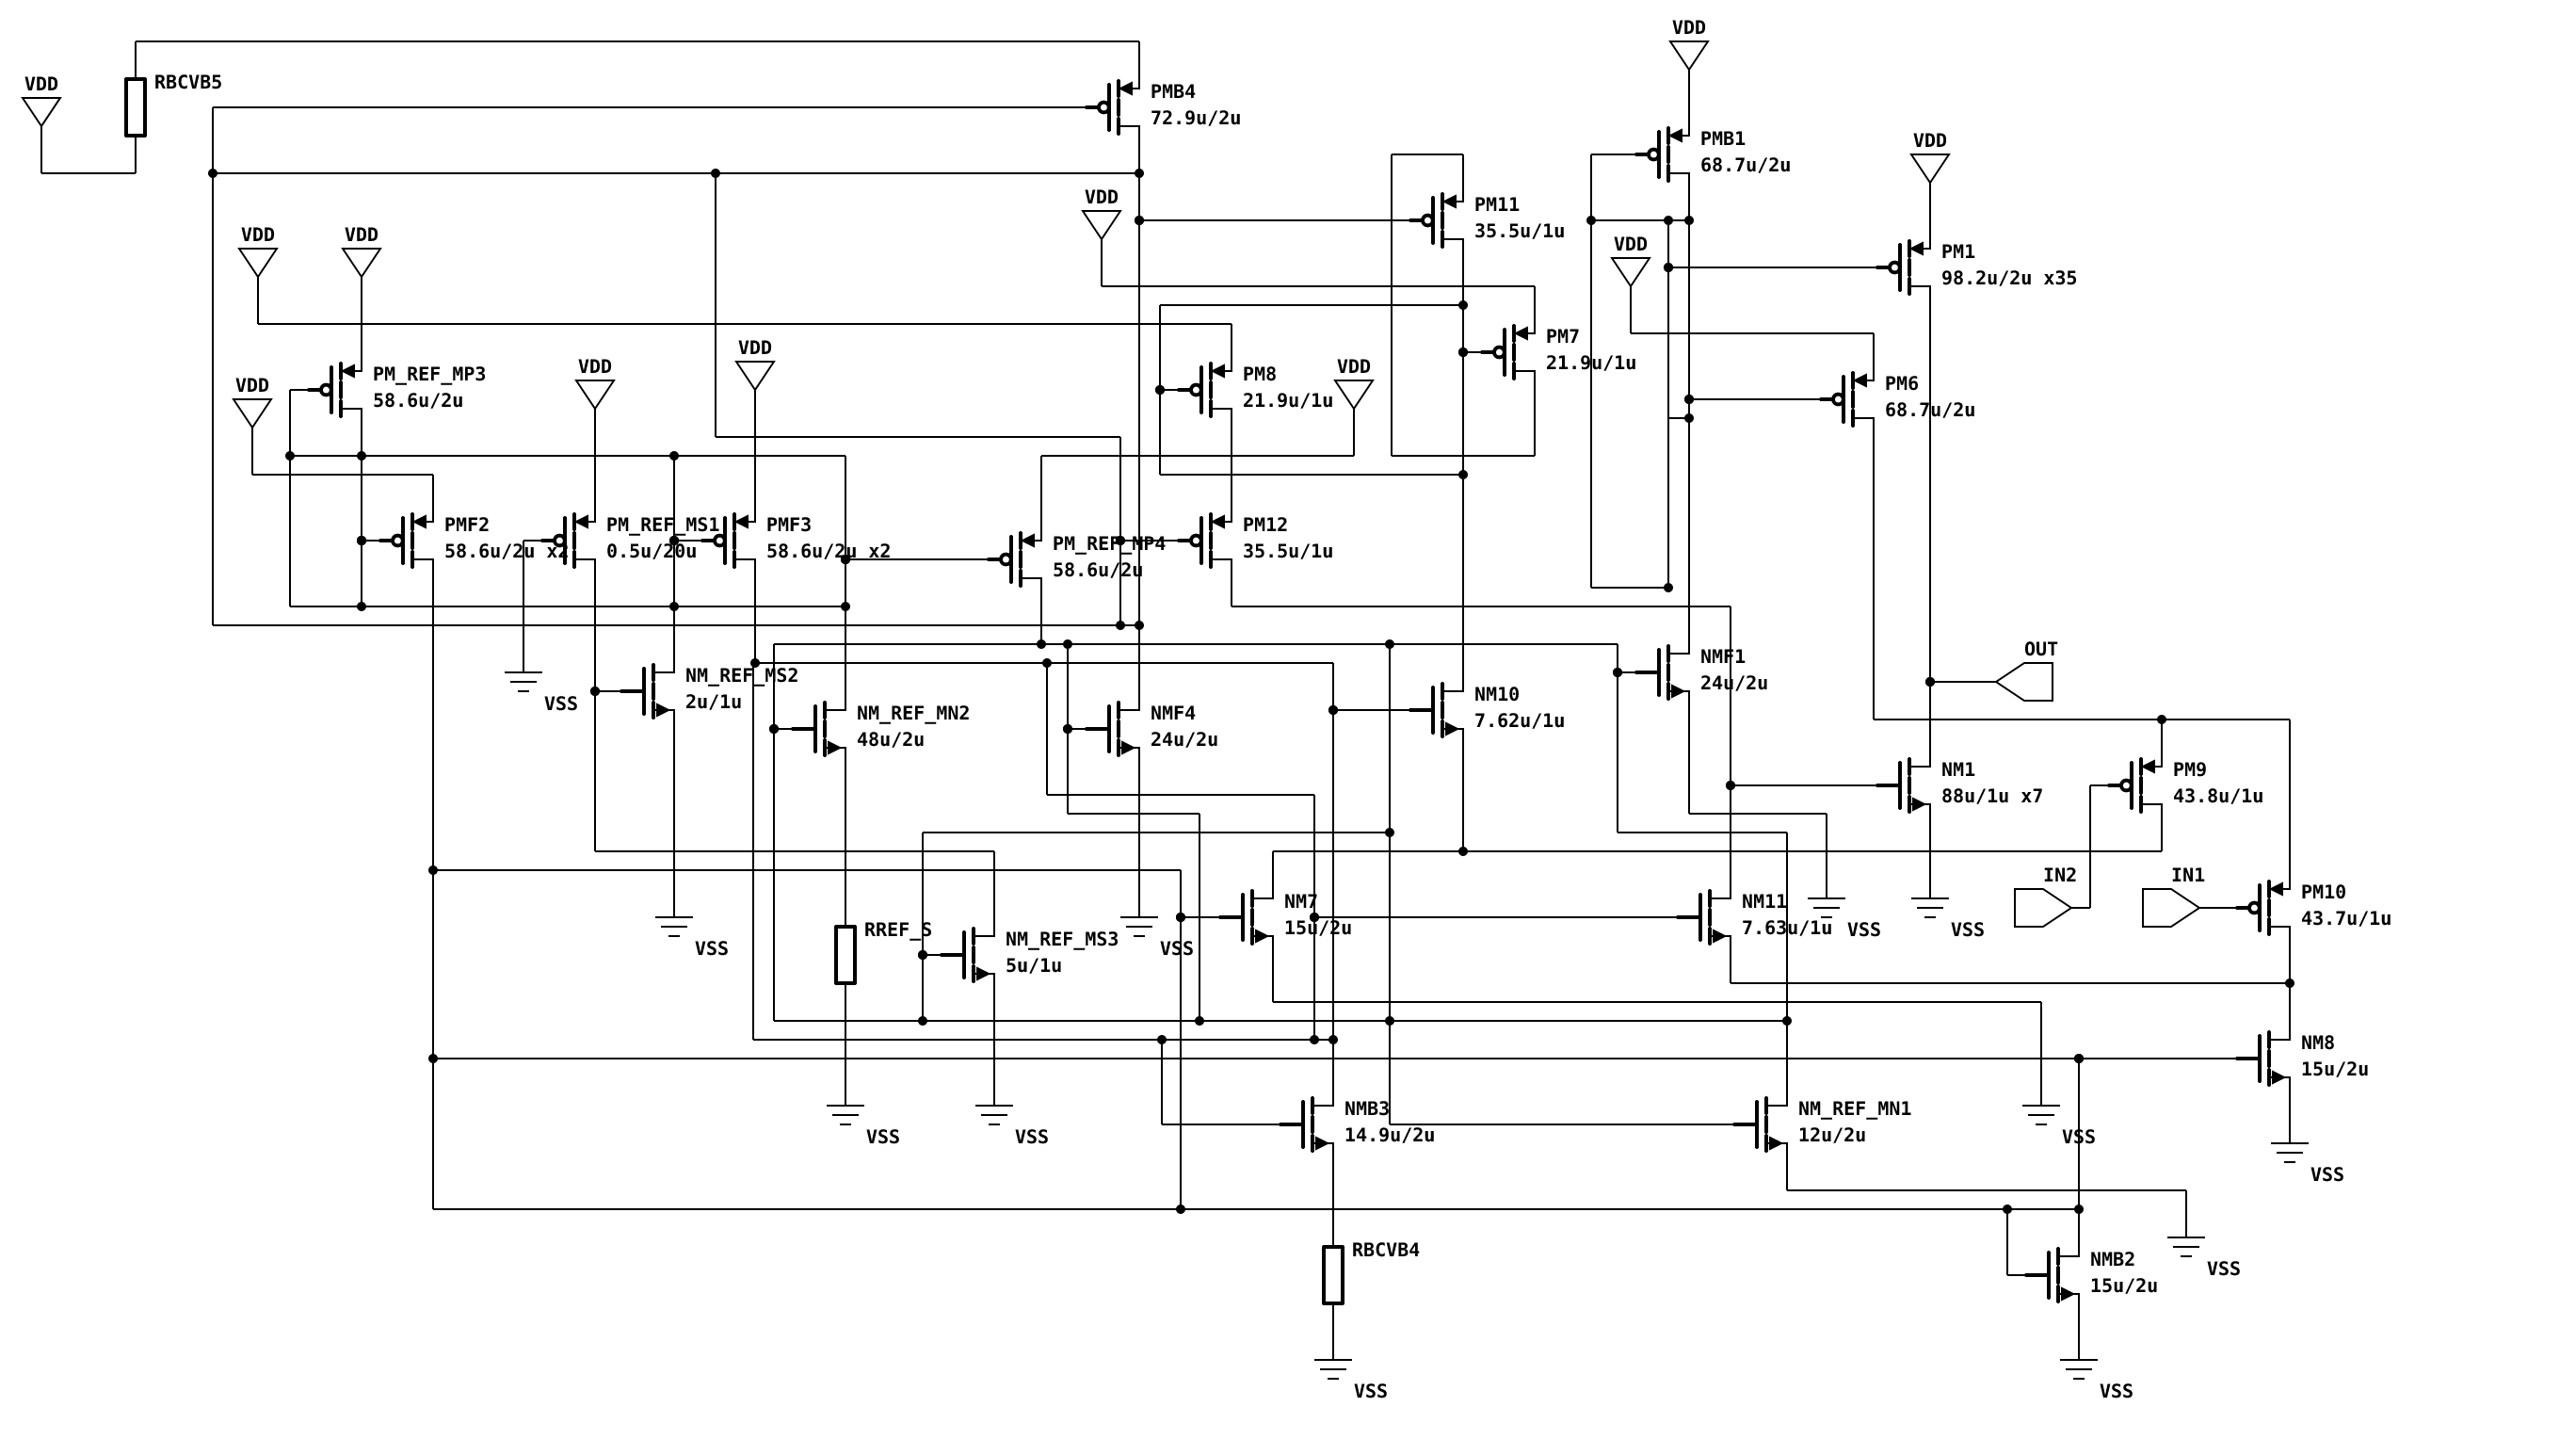 VDD
RBCVB5
VDD
PMB4
72.9u/2u
PMB1
68.7u/2u
VDD
VDD
PM11
35.5u/1u
VDD
VDD
VDD
PM1
98.2u/2u x35
PM7
21.9u/1u
VDD
VDD
VDD
VDD
PM_REF_MP3
58.6u/2u
PM8
21.9u/1u
VDD
PM6
68.7u/2u
PMF2
58.6u/2u x2
PM_REF_MS1
0.5u/20u
PMF3
58.6u/2u x2
PM_REF_MP4
58.6u/2u
PM12
35.5u/1u
OUT
VSS
NM_REF_MS2
2u/1u
NMF1
24u/2u
NM_REF_MN2
48u/2u
NMF4
24u/2u
NM10
7.62u/1u
NM1
88u/1u x7
PM9
43.8u/1u
IN2
IN1
PM10
43.7u/1u
NM7
15u/2u
NM11
7.63u/1u
VSS
VSS
VSS
RREF_S
NM_REF_MS3
5u/1u
VSS
NM8
15u/2u
VSS
VSS
NMB3
14.9u/2u
NM_REF_MN1
12u/2u
VSS
VSS
RBCVB4
NMB2
15u/2u
VSS
VSS
VSS